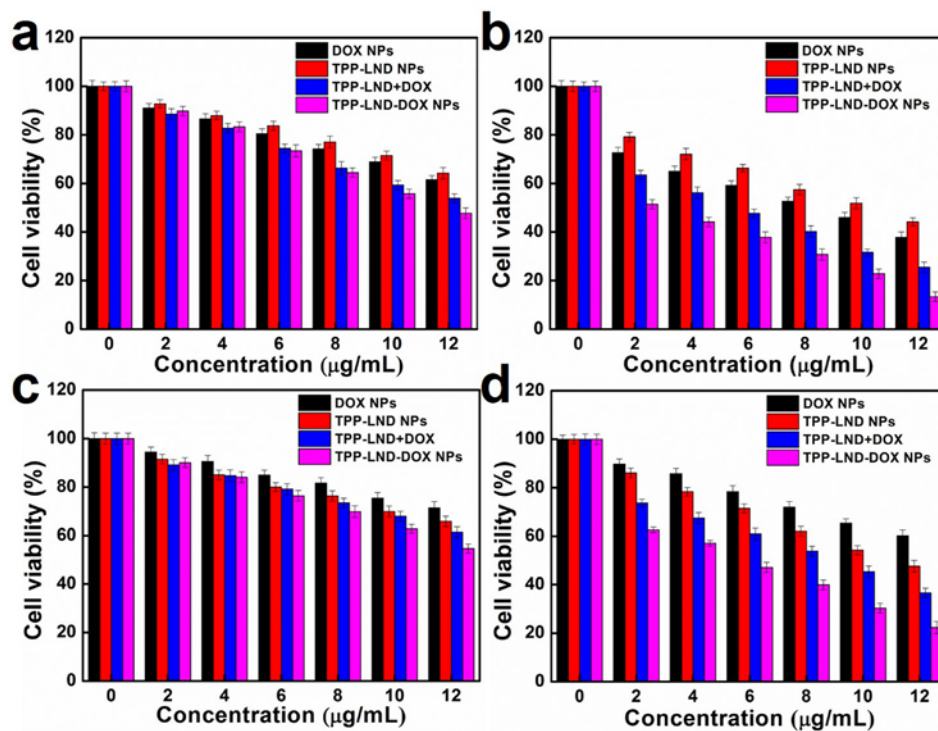 a
120
100
80
60
40
20
0
Cell viability (%)
DOX NPs
TPP-LND NPs
TPP-LND+DOX
TPP-LND-DOX NPs
0 2 4 6 8 10 12
Concentration (μg/mL)
b
120
100
80
60
40
20
0
Cell viability (%)
DOX NPs
TPP-LND NPs
TPP-LND+DOX
TPP-LND-DOX NPs
0 2 4 6 8 10 12
Concentration (μg/mL)
c
120
100
80
60
40
20
0
Cell viability (%)
DOX NPs
TPP-LND NPs
TPP-LND+DOX
TPP-LND-DOX NPs
0 2 4 6 8 10 12
Concentration (μg/mL)
d
120
100
80
60
40
20
0
Cell viability (%)
DOX NPs
TPP-LND NPs
TPP-LND+DOX
TPP-LND-DOX NPs
0 2 4 6 8 10 12
Concentration (μg/mL)